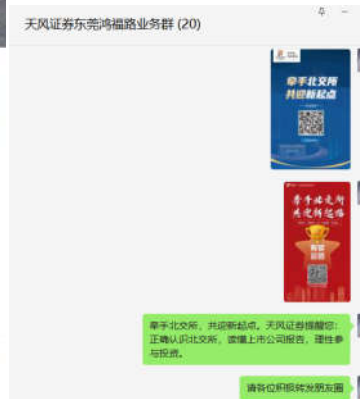 天风证券东莞鸿福路业务群 (20)
牵手北交所
共迎新起点
牵手北交所
共迎新起点
牵手北交所，共迎新起点。天风证券提醒您：
正确认识北交所，读懂上市公司报告，理性参
与投资。
请各位积极转发朋友圈